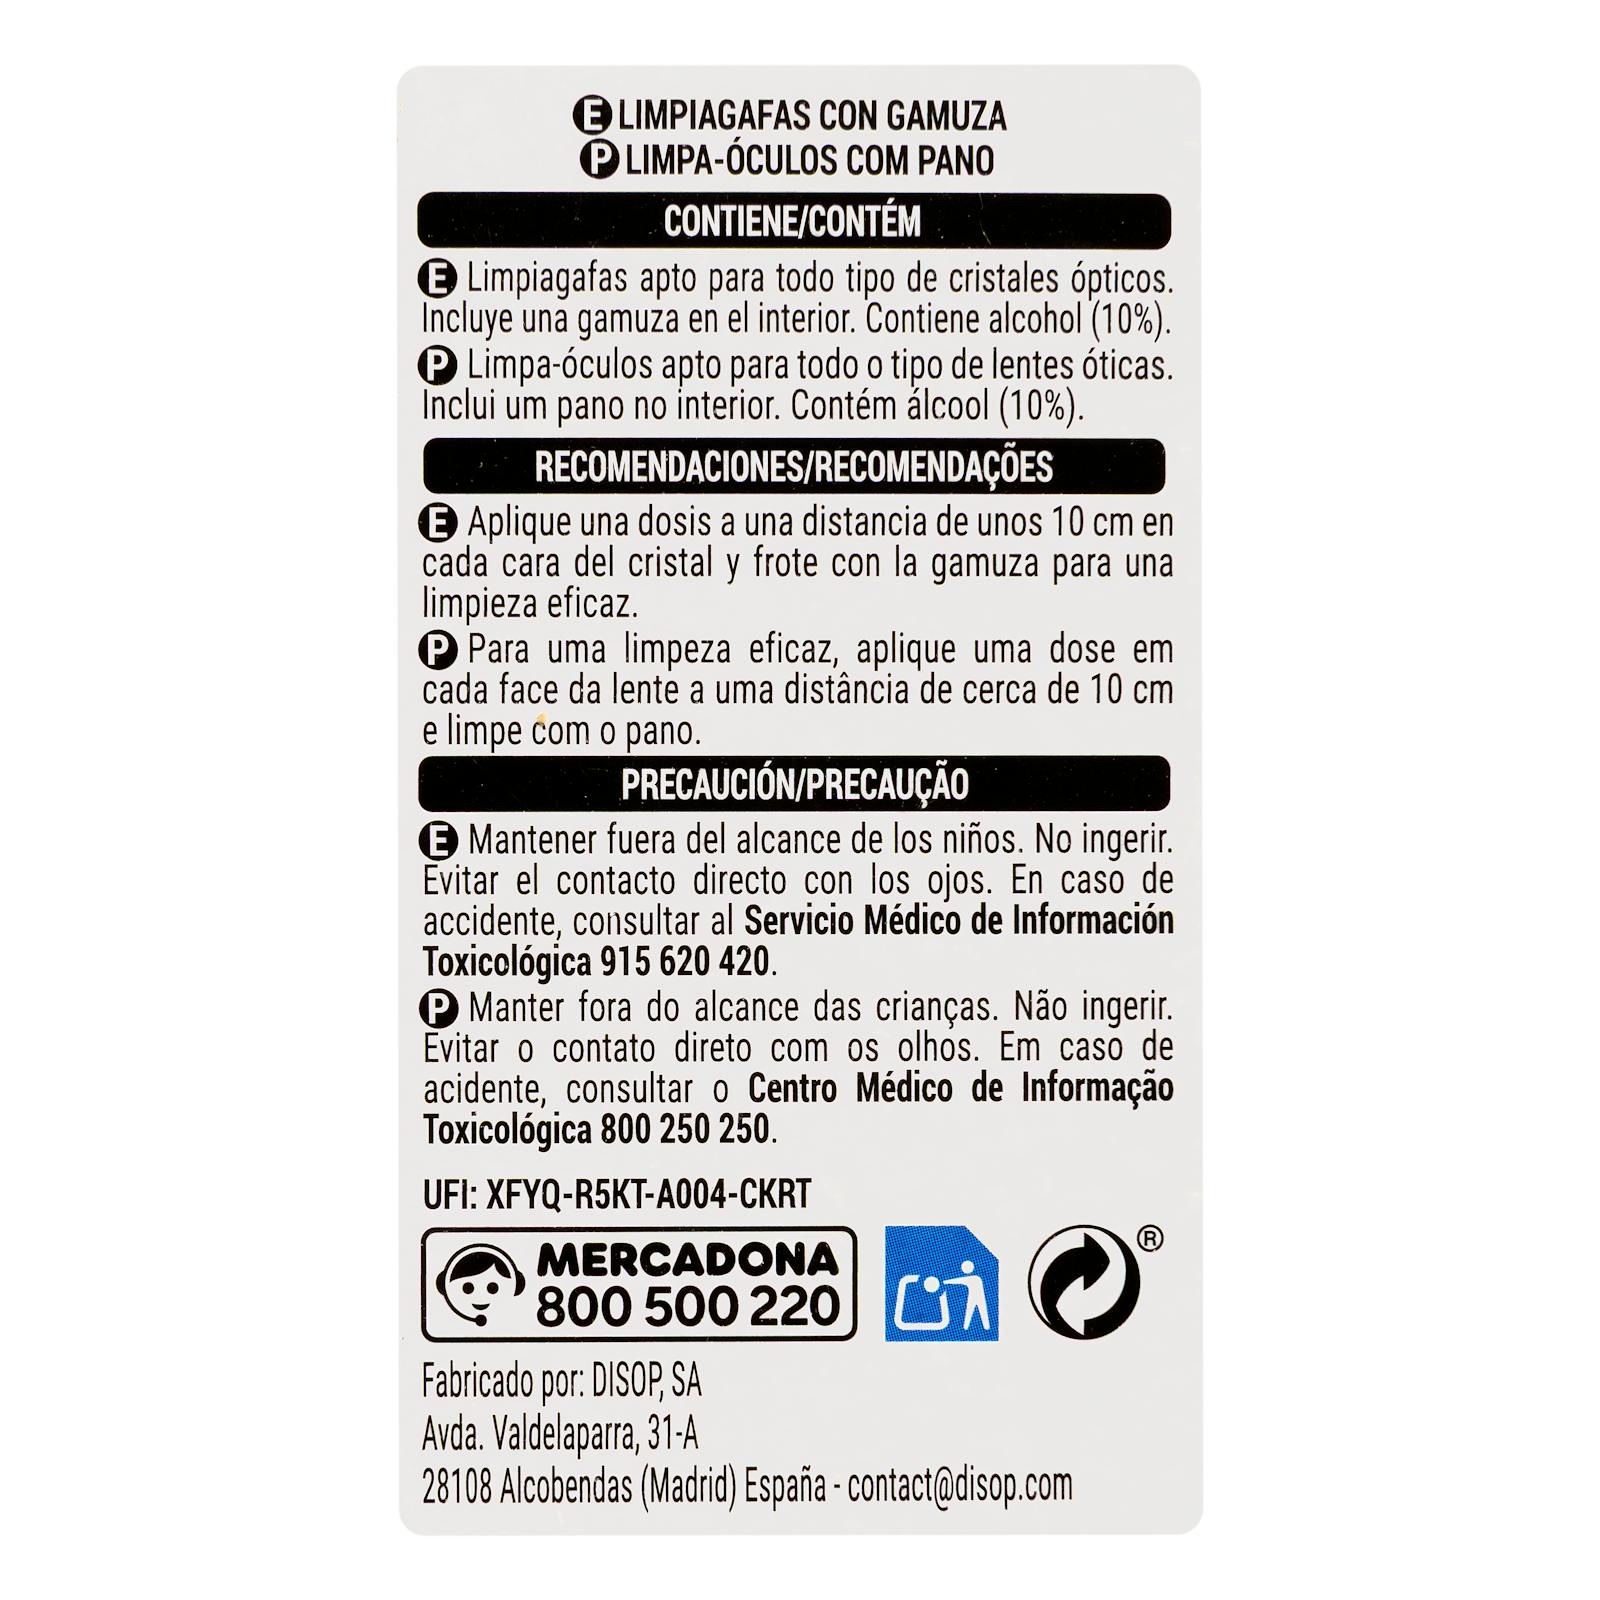 E LIMPIAGAFAS CON GAMUZA
P LIMPA-ÓCULOS COM PANO
CONTIENE/CONTÉM
E Limpiagafas apto para todo tipo de cristales ópticos.
Incluye una gamuza en el interior. Contiene alcohol (10%).
P Limpa-óculos apto para todo o tipo de lentes óticas.
Inclui um pano no interior. Contém álcool (10%).
RECOMENDACIONES/RECOMENDAÇÕES
E Aplique una dosis a una distancia de unos 10 cm en
cada cara del cristal y frote con la gamuza para una
limpieza eficaz.
P Para uma limpeza eficaz, aplique uma dose em
cada face da lente a uma distância de cerca de 10 cm
e limpe com o pano.
PRECAUCIÓN/PRECAUÇÃO
E Mantener fuera del alcance de los niños. No ingerir.
Evitar el contacto directo con los ojos. En caso de
accidente, consultar al Servicio Médico de Información
Toxicológica 915 620 420.
P Manter fora do alcance das crianças. Não ingerir.
Evitar o contato direto com os olhos. Em caso de
acidente, consultar o Centro Médico de Informação
Toxicológica 800 250 250.
UFI: XFYQ-R5KT-A004-CKRT
MERCADONA
800 500 220
®
Fabricado por: DISOP, SA
Avda. Valdelaparra, 31-A
28108 Alcobendas (Madrid) España - contact@disop.com